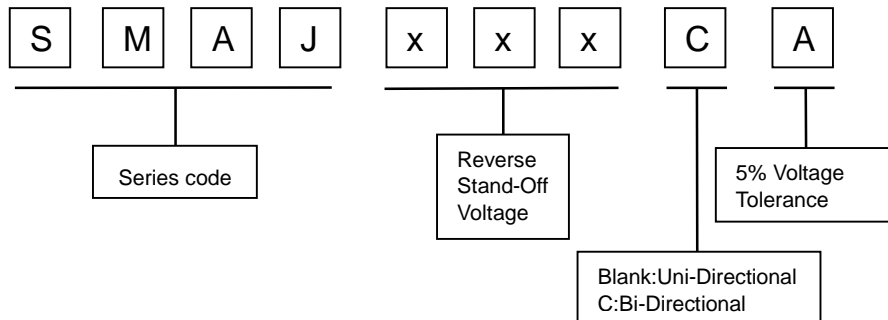 S M A J x x x C A
Series code
Reverse
Stand-Off
Voltage
5% Voltage
Tolerance
Blank:Uni-Directional
C:Bi-Directional